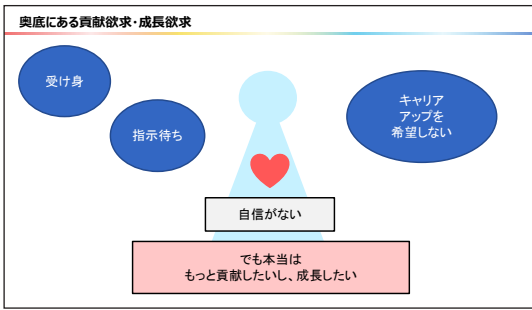 奥底にある貢献欲求・成長欲求
受け身
指示待ち
キャリア
アップを
希望しない
自信がない
でも本当は
もっと貢献したいし、成長したい